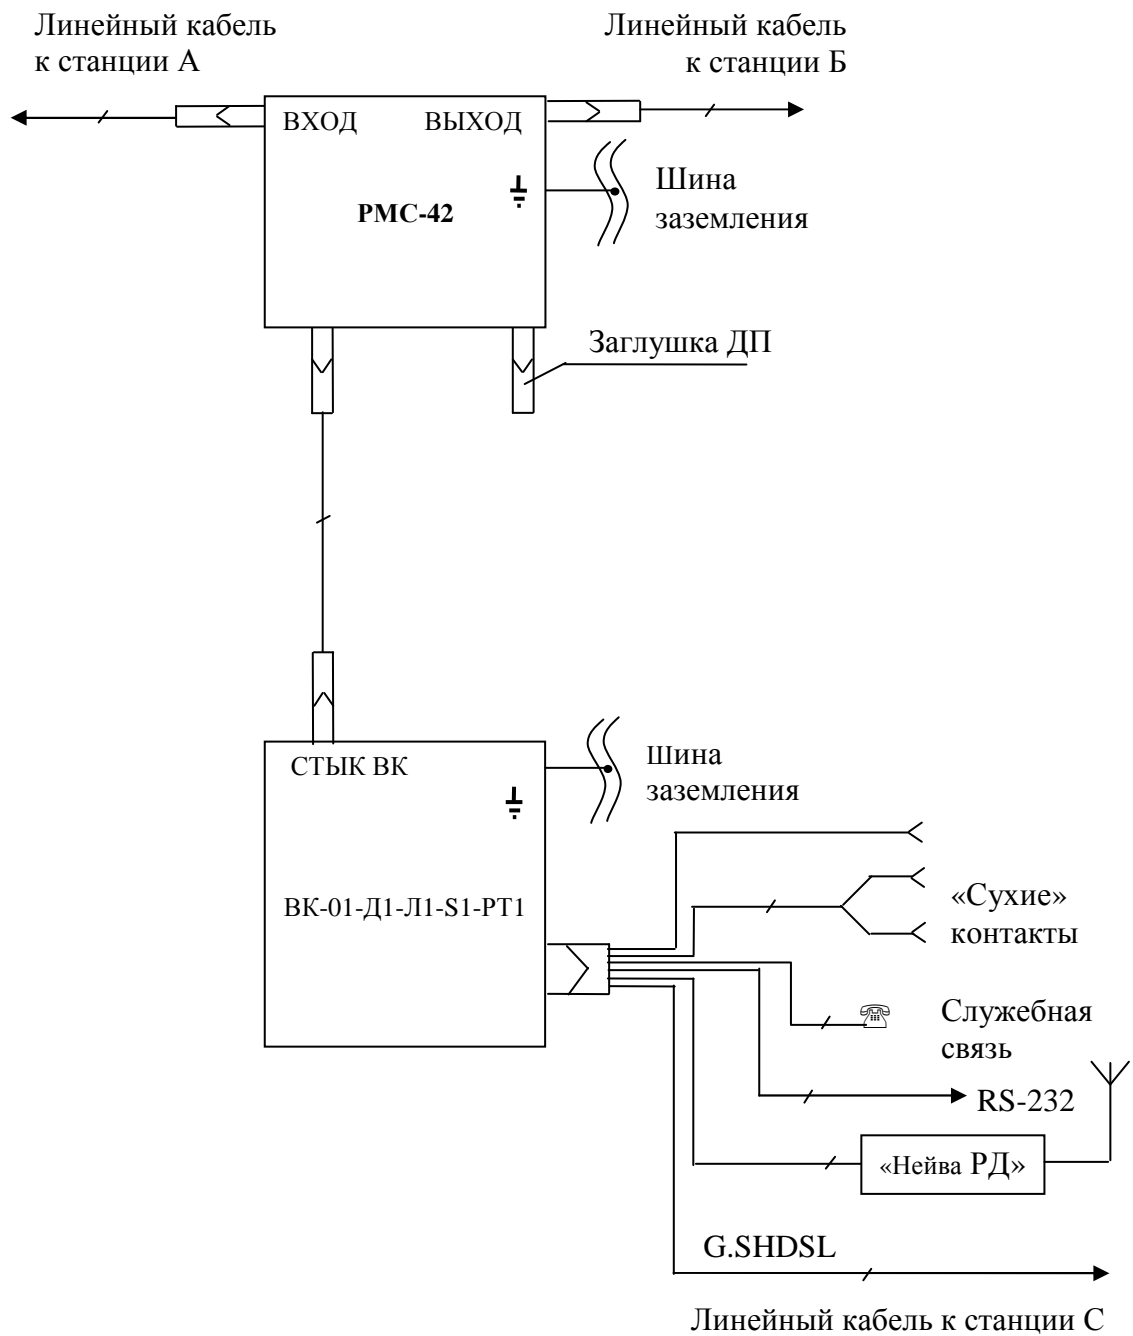 Линейный кабель
к станции А
Линейный кабель
к станции Б
ВХОД
ВЫХОД
РМС-42
Шина
заземления
Заглушка ДП
СТЫК ВК
Шина
заземления
ВК-01-Д1-Л1-S1-РТ1
«Сухие»
контакты
Служебная
связь
RS-232
«Нейва РД»
G.SHDSL
Линейный кабель к станции С